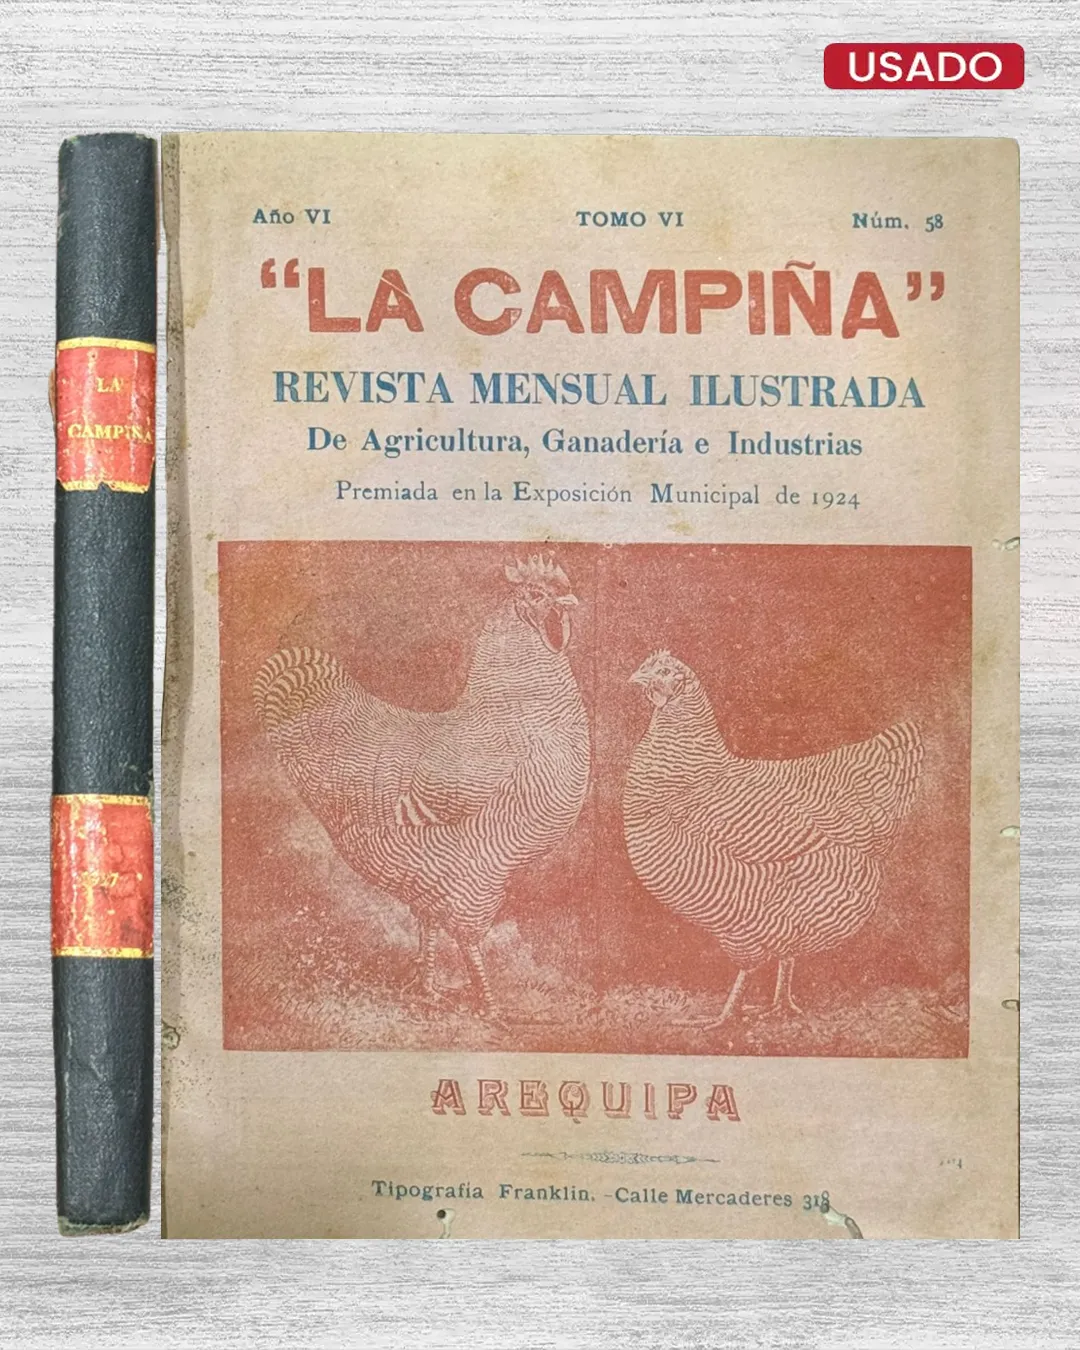 USADO
LA
CAMPIÑA
Año VI TOMO VI Núm. 58
“LA CAMPIÑA”
REVISTA MENSUAL ILUSTRADA
De Agricultura, Ganadería e Industrias
Premiada en la Exposición Municipal de 1924
AREQUIPA
Tipografía Franklin. -Calle Mercaderes 318